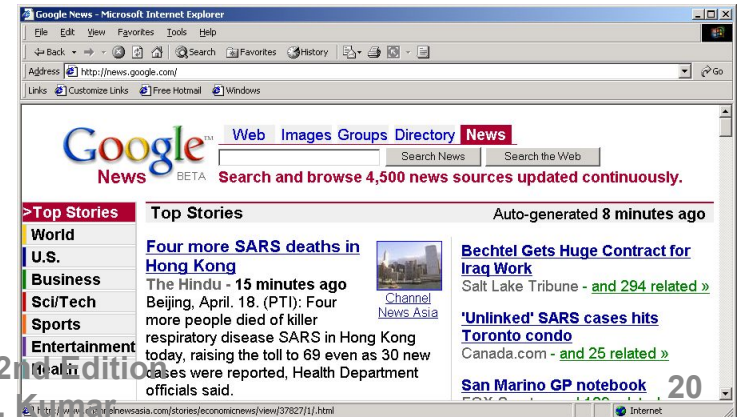 Google News - Microsoft Internet Explorer
File Edit View Favorites Tools Help
Back Search Favorites History
Address http://news.google.com/ Go
Links Customize Links Free Hotmail Windows
Google™ News BETA
Web Images Groups Directory News
Search News Search the Web
Search and browse 4,500 news sources updated continuously.
>Top Stories
World
U.S.
Business
Sci/Tech
Sports
Entertainment
Health
Top Stories
Auto-generated 8 minutes ago
Four more SARS deaths in
Hong Kong
The Hindu - 15 minutes ago
Beijing, April. 18. (PTI): Four
more people died of killer
respiratory disease SARS in Hong Kong
today, raising the toll to 69 even as 30 new
cases were reported, Health Department
officials said.
Channel
News Asia
Bechtel Gets Huge Contract for
Iraq Work
Salt Lake Tribune - and 294 related »
'Unlinked' SARS cases hits
Toronto condo
Canada.com - and 25 related »
San Marino GP notebook
2nd Edition
Kumar
20
Internet